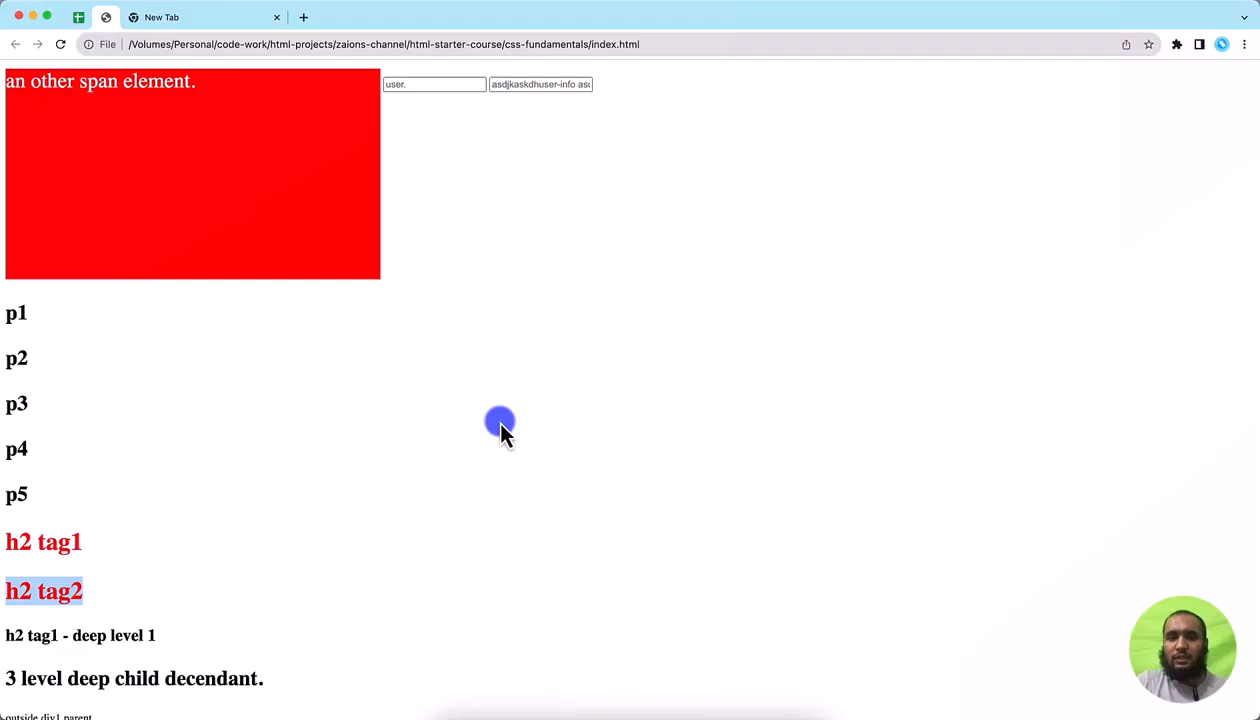 New Tab
File /Volumes/Personal/code-work/html-projects/zaions-channel/html-starter-course/css-fundamentals/index.html
an other span element. user. asdjkaskdhuser-info
p1
p2
p3
p4
p5
h2 tag1
h2 tag2
h2 tag1 - deep level 1
3 level deep child decendant.
outside div1 parent